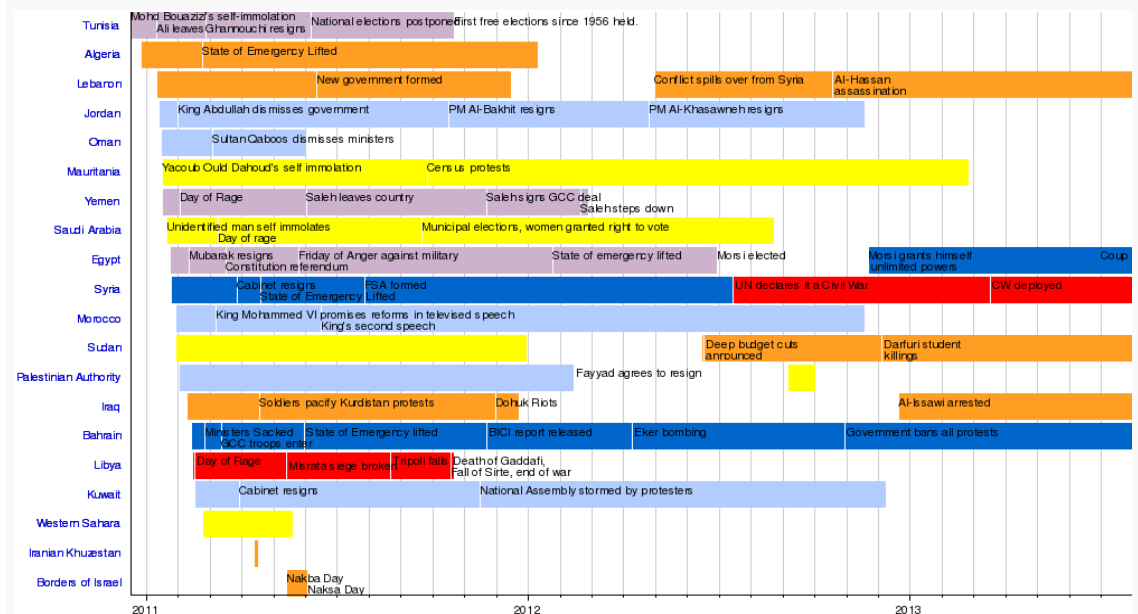 Tunisia
Mohd Bouazizi's self-immolation
Ali leaves
Ghannouchi resigns
National elections postponed
First free elections since 1956 held.
Algeria
State of Emergency Lifted
Lebanon
New government formed
Conflict spills over from Syria
Al-Hassan
assassination
Jordan
King Abdullah dismisses government
PM Al-Bakhit resigns
PM Al-Khasawneh resigns
Oman
Sultan Qaboos dismisses ministers
Mauritania
Yacoub Ould Dahoud's self immolation
Census protests
Yemen
Day of Rage
Saleh leaves country
Saleh signs GCC deal
Saleh steps down
Saudi Arabia
Unidentified man self immolates
Day of rage
Municipal elections, women granted right to vote
Egypt
Mubarak resigns
Constitution referendum
Friday of Anger against military
State of emergency lifted
Morsi elected
Morsi grants himself
unlimited powers
Coup
Syria
Cabinet resigns
State of Emergency Lifted
FSA formed
UN declares it a Civil War
CW deployed
Morocco
King Mohammed VI promises reforms in televised speech
King's second speech
Sudan
Deep budget cuts
announced
Darfuri student
killings
Palestinian Authority
Fayyad agrees to resign
Iraq
Soldiers pacify Kurdistan protests
Dohuk Riots
Al-Issawi arrested
Bahrain
Ministers Sacked
GCC troops enter
State of Emergency lifted
BICI report released
Eker bombing
Government bans all protests
Libya
Day of Rage
Misrata siege broken
Tripoli falls
Death of Gaddafi,
Fall of Sirte, end of war
Kuwait
Cabinet resigns
National Assembly stormed by protesters
Western Sahara
Iranian Khuzestan
Borders of Israel
Nakba Day
Naksa Day
2011
2012
2013